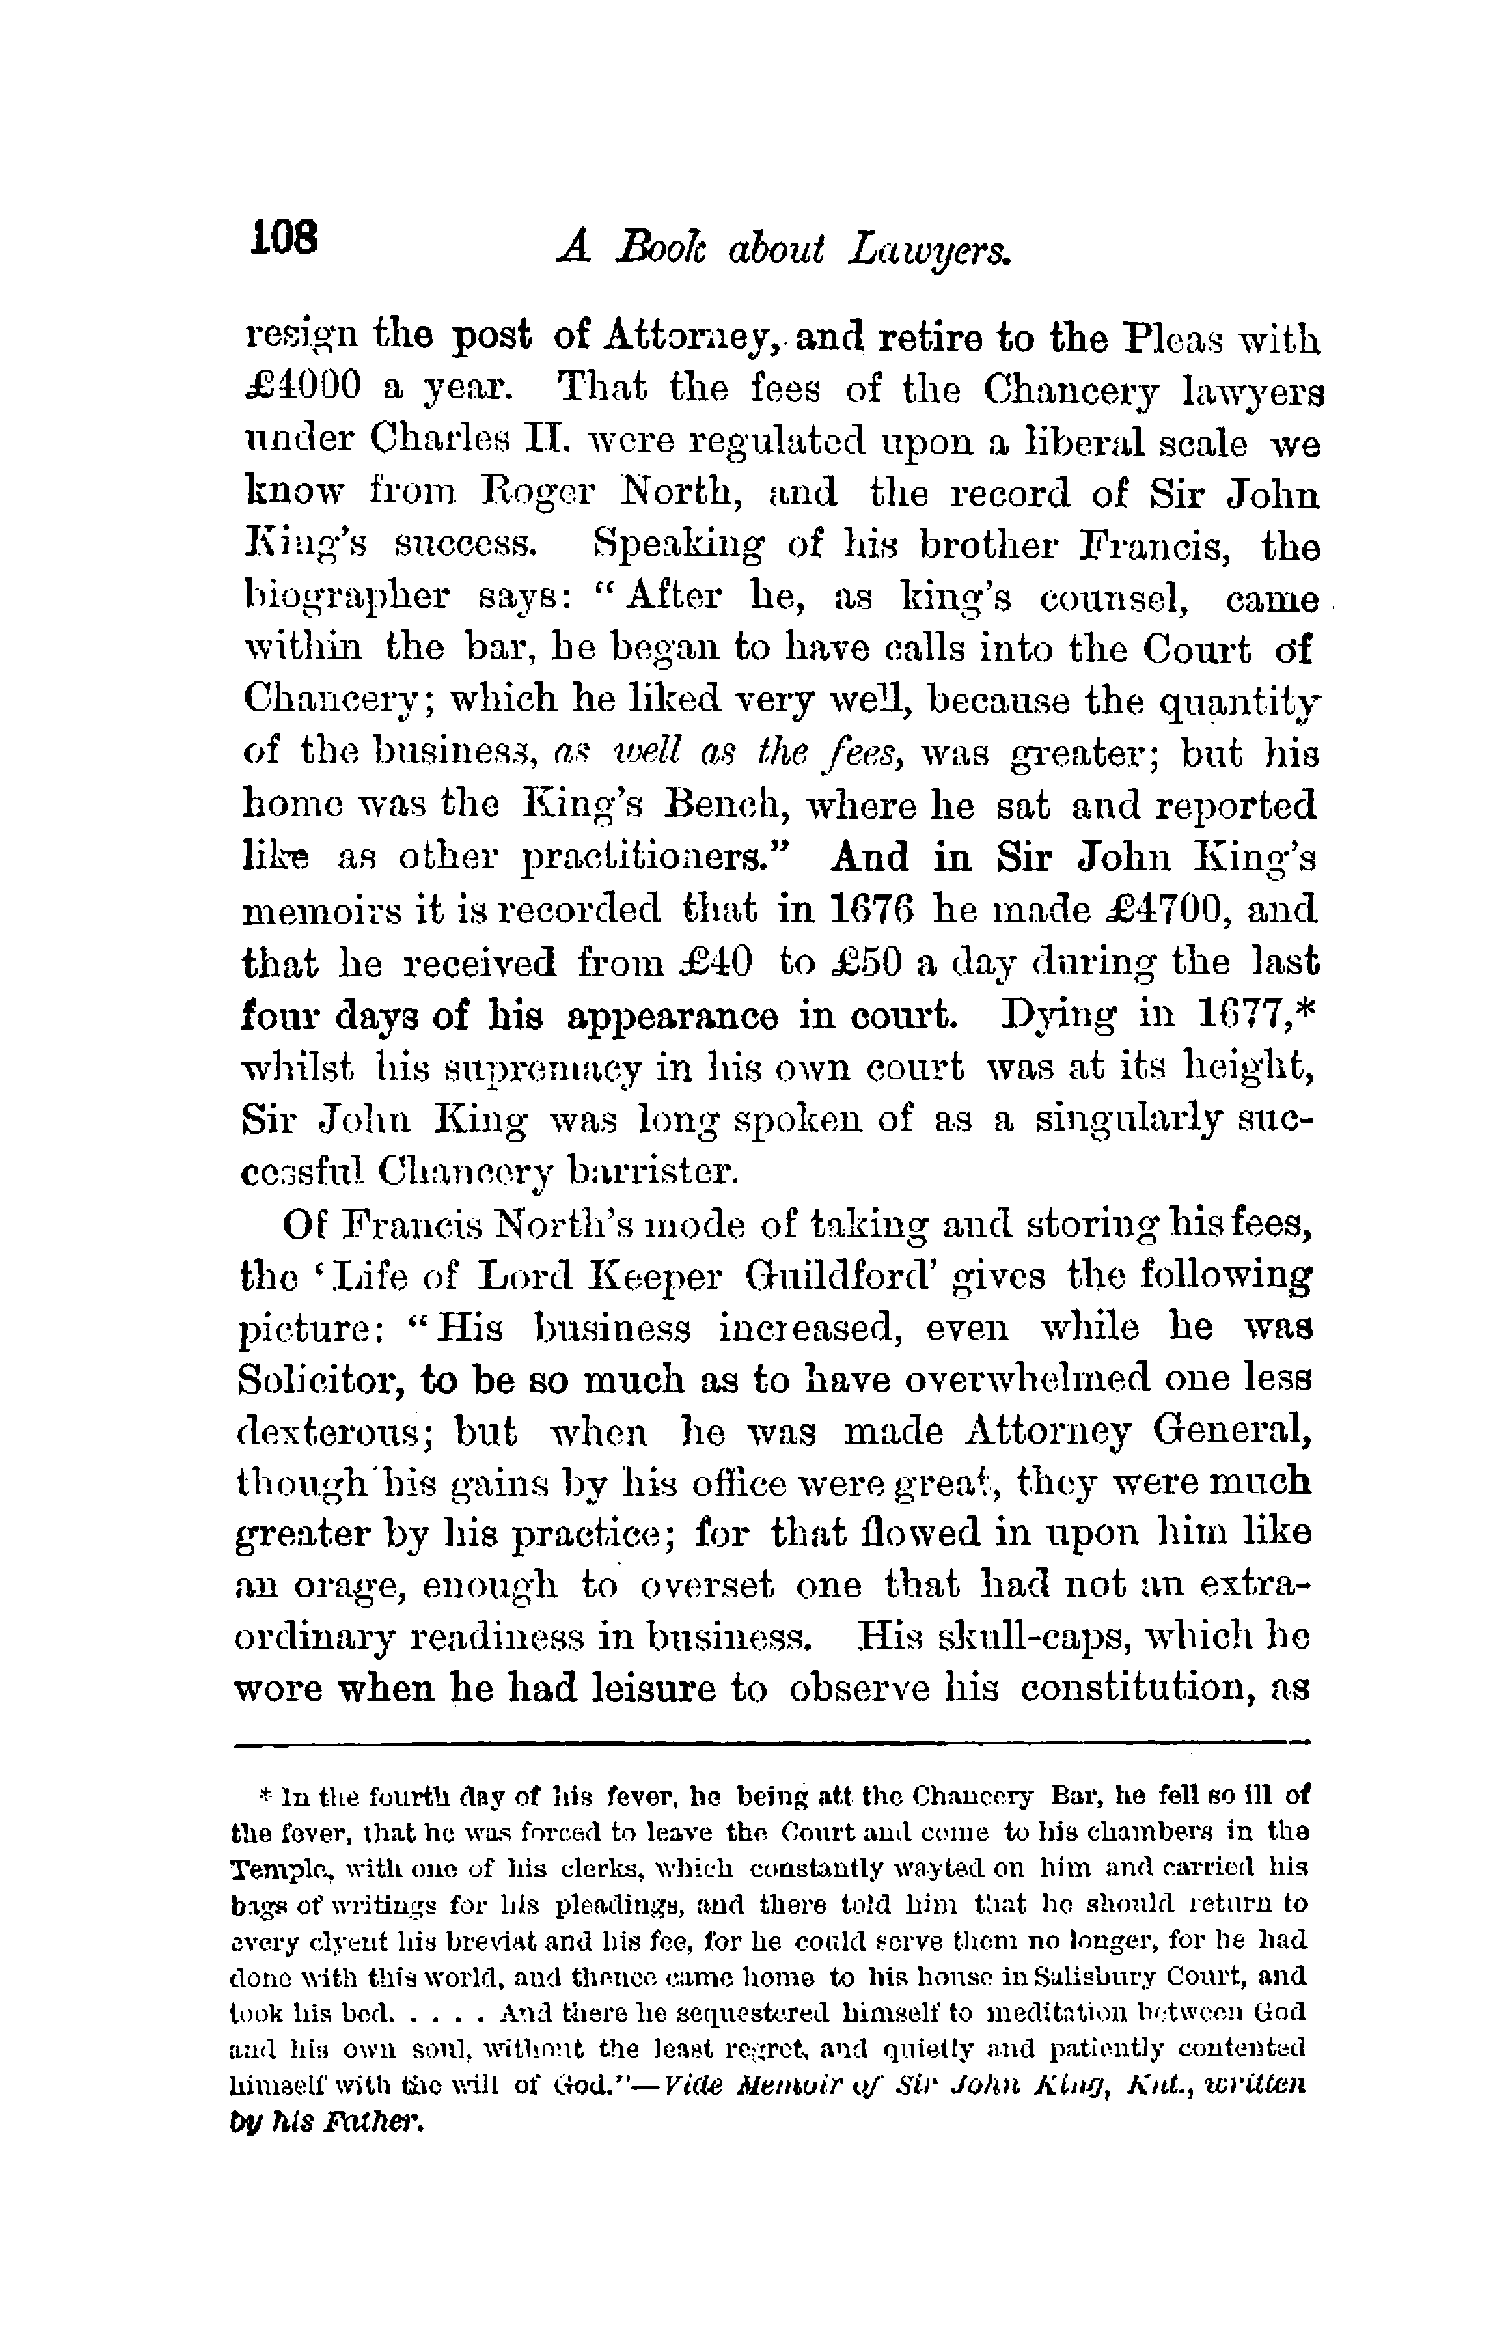 108
A Book about Lawyers.
resign the post of Attorney, and retire to the Pleas with
£4000 a year. That the fees of the Chancery lawyers
under Charles II. were regulated upon a liberal scale we
know from Roger North, and the record of Sir John
King's success. Speaking of his brother Francis, the
biographer says: “After he, as king's counsel, came
within the bar, he began to have calls into the Court of
Chancery; which he liked very well, because the quantity
of the business, as well as the fees, was greater; but his
home was the King's Bench, where he sat and reported
like as other practitioners.” And in Sir John King's
memoirs it is recorded that in 1676 he made £4700, and
that he received from £40 to £50 a day during the last
four days of his appearance in court. Dying in 1677,*
whilst his supremacy in his own court was at its height,
Sir John King was long spoken of as a singularly suc-
cessful Chancery barrister.
Of Francis North's mode of taking and storing his fees,
the ‘Life of Lord Keeper Guildford’ gives the following
picture: “His business increased, even while he was
Solicitor, to be so much as to have overwhelmed one less
dexterous; but when he was made Attorney General,
though his gains by his office were great, they were much
greater by his practice; for that flowed in upon him like
an orage, enough to overset one that had not an extra-
ordinary readiness in business. His skull-caps, which he
wore when he had leisure to observe his constitution, as
* In the fourth day of his fever, he being att the Chancery Bar, he fell so ill of
the fever, that he was forced to leave the Court and come to his chambers in the
Temple, with one of his clerks, which constantly wayted on him and carried his
bags of writings for his pleadings, and there told him that he should return to
every clyent his breviat and his fee, for he could serve them no longer, for he had
done with this world, and thence came home to his house in Salisbury Court, and
took his bed. . . . . . And there he sequestered himself to meditation between God
and his own soul, without the least regret, and quietly and patiently contented
himself with the will of God.”—Vide Memoir of Sir John King, Knt., written
by his Father.